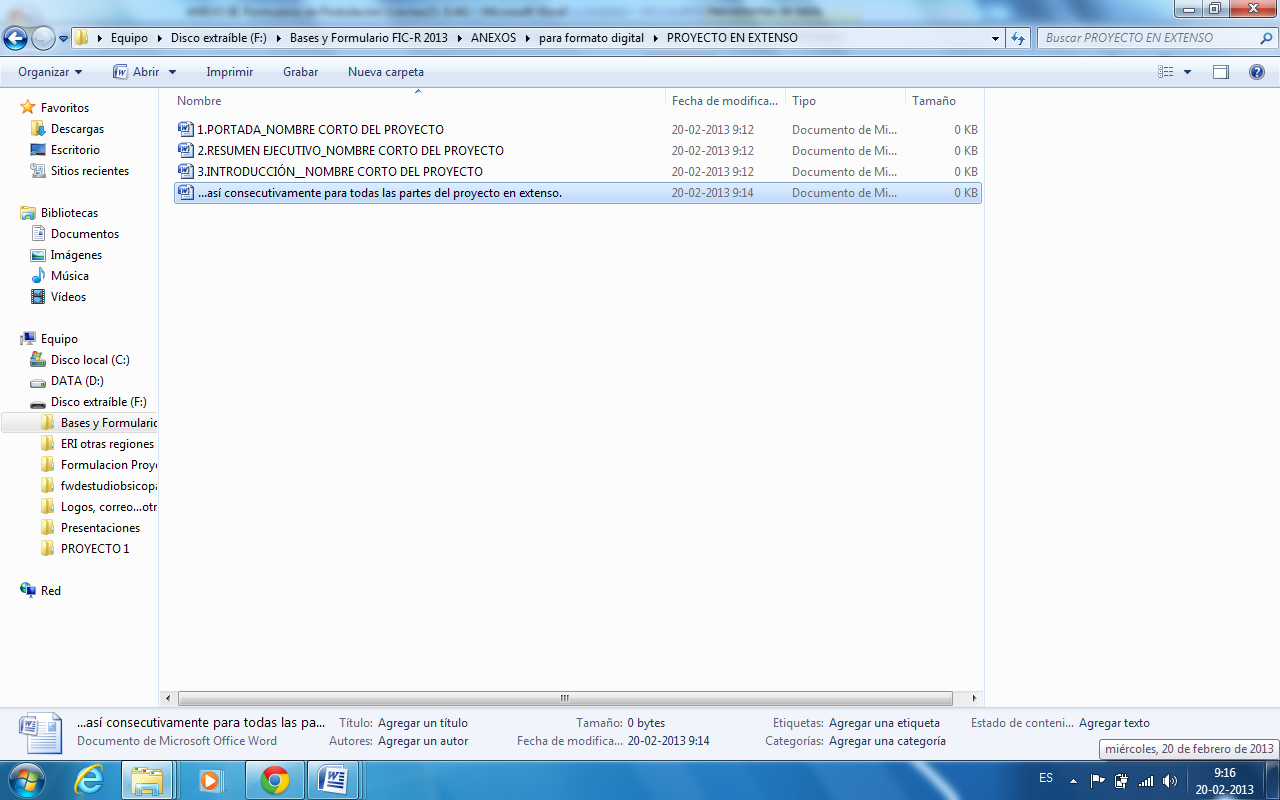 Equipo Disco extraíble (F:) Bases y Formulario FIC-R 2013 ANEXOS para formato digital PROYECTO EN EXTENSO Buscar PROYECTO EN EXTENSO
Organizar Abrir Imprimir Grabar Nueva carpeta
Favoritos
Descargas
Escritorio
Sitios recientes
Bibliotecas
Documentos
Imágenes
Música
Vídeos
Equipo
Disco local (C:)
DATA (D:)
Disco extraíble (F:)
Bases y Formulario
ERI otras regiones
Formulacion Proye
fwdestudiobsicopa
Logos, correo...otr
Presentaciones
PROYECTO 1
Red
Nombre Fecha de modifica... Tipo Tamaño
1.PORTADA_NOMBRE CORTO DEL PROYECTO 20-02-2013 9:12 Documento de Mi... 0 KB
2.RESUMEN EJECUTIVO_NOMBRE CORTO DEL PROYECTO 20-02-2013 9:12 Documento de Mi... 0 KB
3.INTRODUCCIÓN__NOMBRE CORTO DEL PROYECTO 20-02-2013 9:12 Documento de Mi... 0 KB
...así consecutivamente para todas las partes del proyecto en extenso. 20-02-2013 9:14 Documento de Mi... 0 KB
...así consecutivamente para todas las pa... Título: Agregar un título Tamaño: 0 bytes Etiquetas: Agregar una etiqueta Estado de conteni... Agregar texto
Documento de Microsoft Office Word Autores: Agregar un autor Fecha de modifica... 20-02-2013 9:14 Categorías: Agregar una categoría
miércoles, 20 de febrero de 2013
ES 9:16
20-02-2013